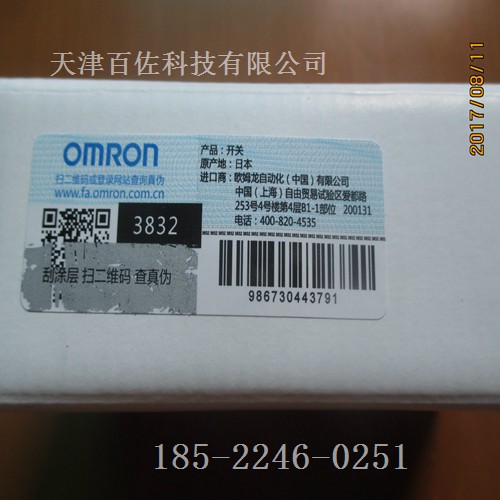 天津百佐科技有限公司
2017/08/11
OMRON
扫二维码或登录网站查询真伪
www.fa.omron.com.cn
3832
刮涂层 扫二维码 查真伪
产品：开关
原产地：日本
进口商：欧姆龙自动化（中国）有限公司
中国（上海）自由贸易试验区爱都路
253号4号楼第4层B1-1部位 200131
电话：400-820-4535
986730443791
185-2246-0251